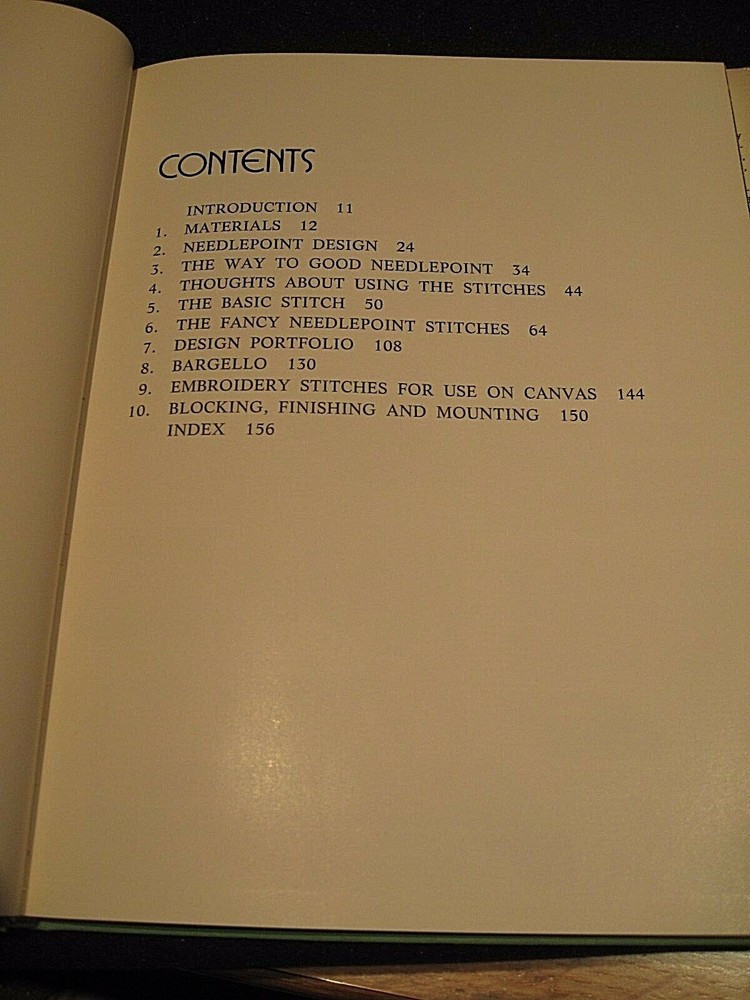 CONTENTS
INTRODUCTION 11
1. MATERIALS 12
2. NEEDLEPOINT DESIGN 24
3. THE WAY TO GOOD NEEDLEPOINT 34
4. THOUGHTS ABOUT USING THE STITCHES 44
5. THE BASIC STITCH 50
6. THE FANCY NEEDLEPOINT STITCHES 64
7. DESIGN PORTFOLIO 108
8. BARGELLO 130
9. EMBROIDERY STITCHES FOR USE ON CANVAS 144
10. BLOCKING, FINISHING AND MOUNTING 150
INDEX 156